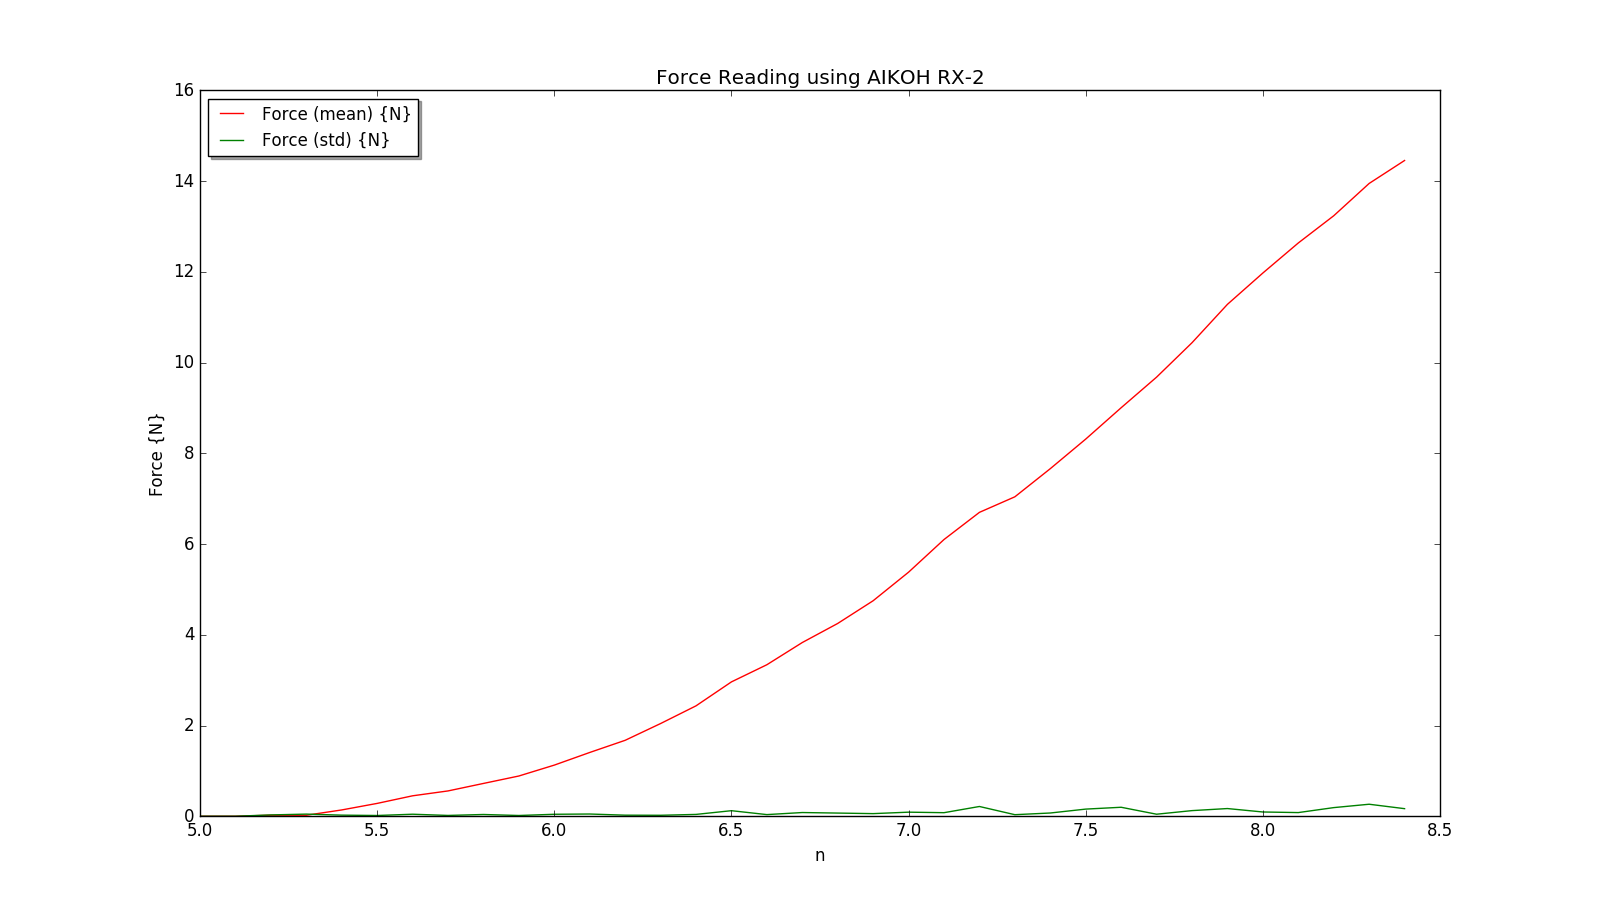 Force Reading using AIKOH RX-2
Force (mean) {N}
Force (std) {N}
16
14
12
10
8
6
4
2
0
Force {N}
5.0 5.5 6.0 6.5 7.0 7.5 8.0 8.5
n